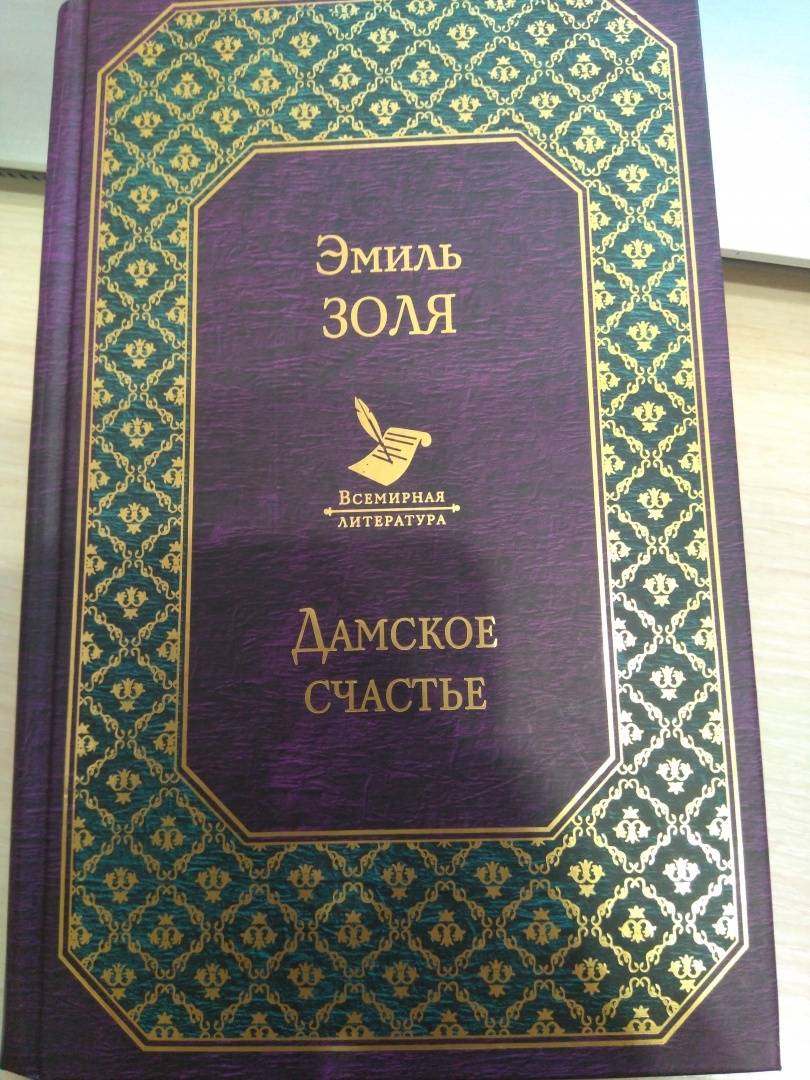 Эмиль
ЗОЛЯ
Всемирная
литература
Дамское
счастье